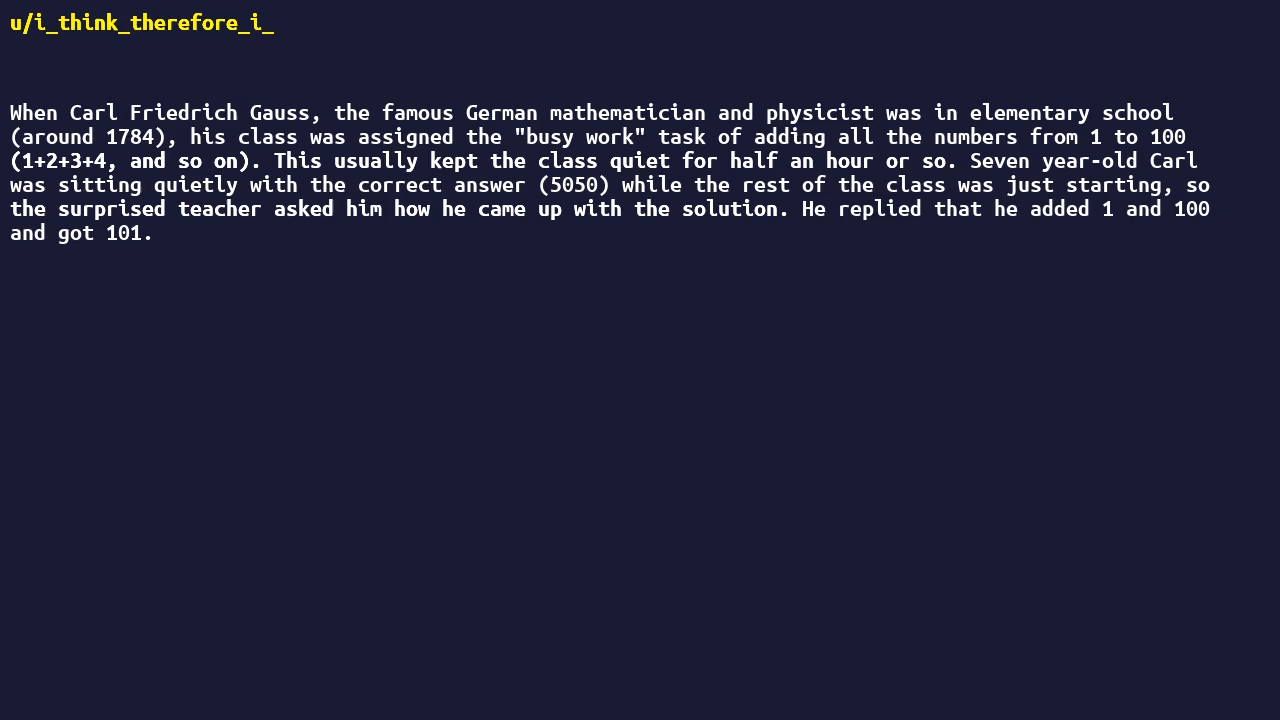 u/i_think_therefore_i_
When Carl Friedrich Gauss, the famous German mathematician and physicist was in elementary school
(around 1784), his class was assigned the "busy work" task of adding all the numbers from 1 to 100
(1+2+3+4, and so on). This usually kept the class quiet for half an hour or so. Seven year-old Carl
was sitting quietly with the correct answer (5050) while the rest of the class was just starting, so
the surprised teacher asked him how he came up with the solution. He replied that he added 1 and 100
and got 101.